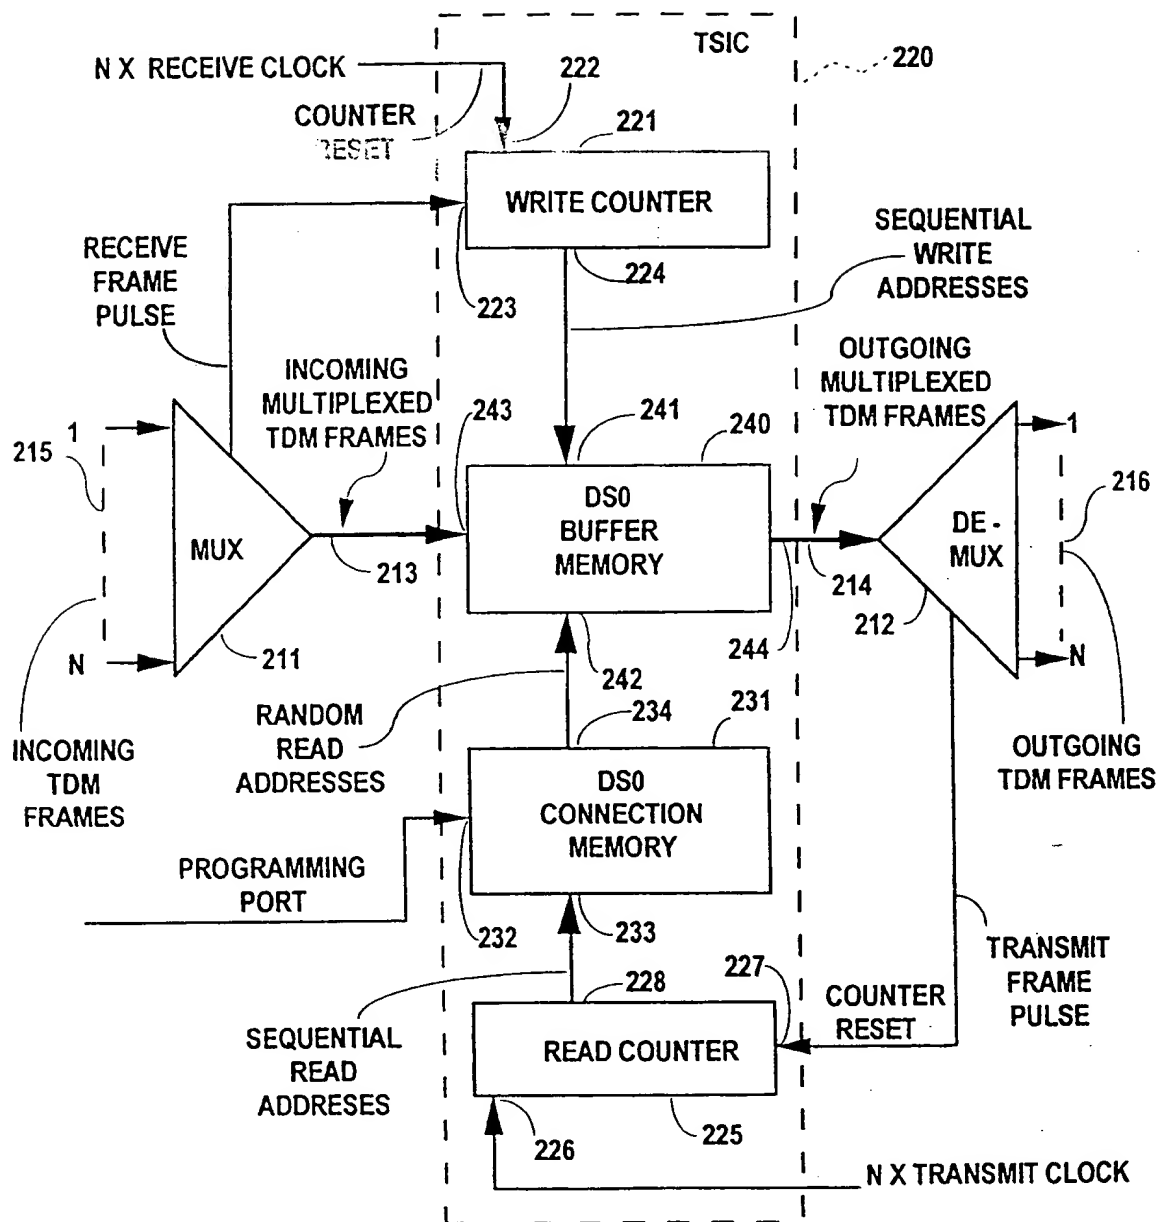 TSIC
220
N X RECEIVE CLOCK
222
COUNTER
RESET
221
WRITE COUNTER
224
223
SEQUENTIAL
WRITE
ADDRESSES
RECEIVE
FRAME
PULSE
INCOMING
MULTIPLEXED
TDM FRAMES
OUTGOING
MULTIPLEXED
TDM FRAMES
243
241
240
1
215
MUX
213
211
N
DS0
BUFFER
MEMORY
214
244
242
DE -
MUX
212
1
216
N
INCOMING
TDM
FRAMES
OUTGOING
TDM FRAMES
RANDOM
READ
ADDRESSES
234
231
DS0
CONNECTION
MEMORY
PROGRAMMING
PORT
232
233
TRANSMIT
FRAME
PULSE
227
228
COUNTER
RESET
SEQUENTIAL
READ
ADDRESES
READ COUNTER
226
225
N X TRANSMIT CLOCK